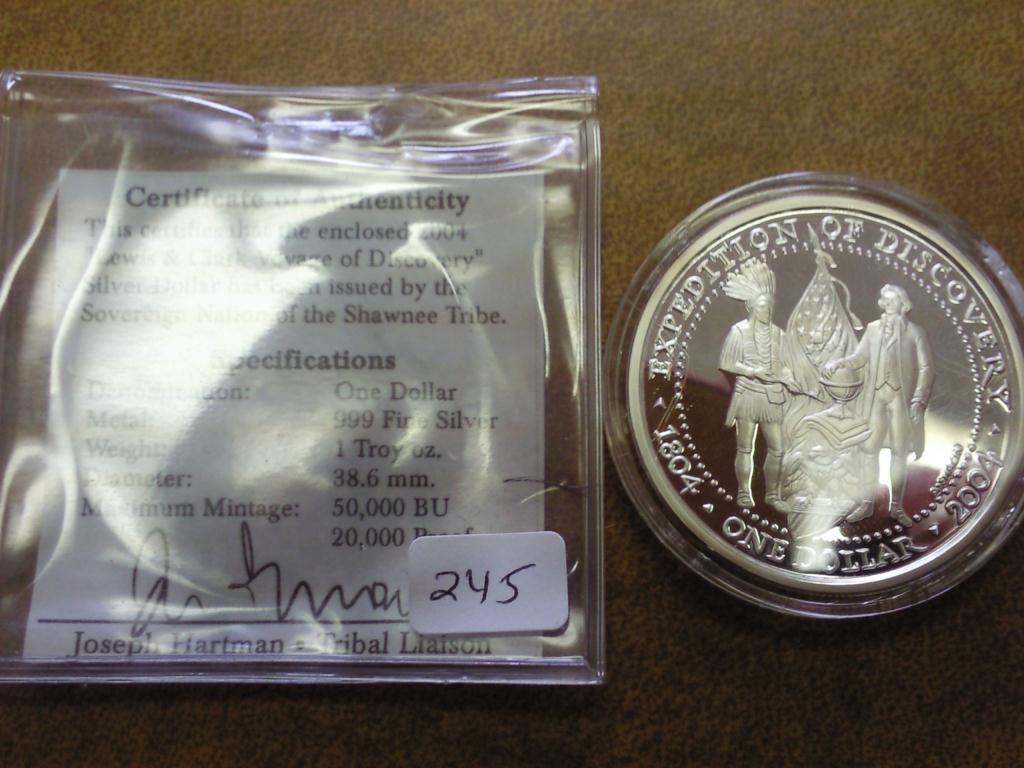 Certificate of Authenticity
This certifies that the enclosed 2004
"Lewis & Clark Voyage of Discovery"
Silver Dollar has been issued by the
Sovereign Nation of the Shawnee Tribe.
Specifications
Denomination: One Dollar
Metal: 999 Fine Silver
Weight: 1 Troy oz.
Diameter: 38.6 mm.
Maximum Mintage: 50,000 BU
20,000 Proof
245
Joseph Hartman - Tribal Liaison
EXPEDITION OF DISCOVERY
1804
2004
ONE DOLLAR